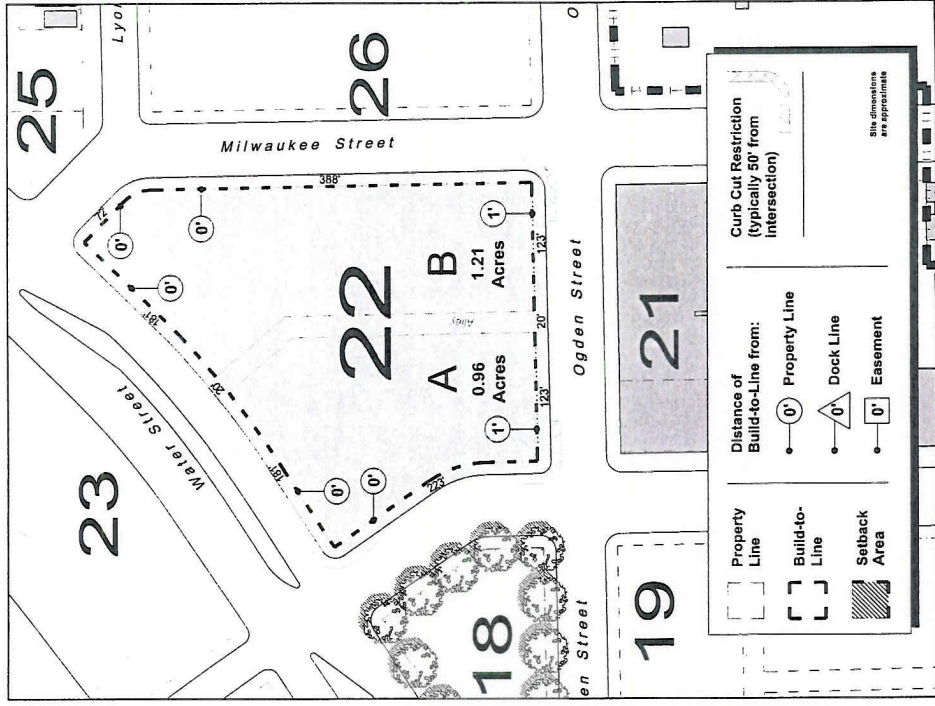 25
Lyo
26
O
Milwaukee Street
388'
72'
0'
0'
0'
181'
20'
181'
Water Street
23
22
A
0.96
Acres
B
1.21
Acres
Alley
123'
20'
123'
1'
1'
0'
0'
223'
18
Ogden Street
en Street
21
19
Property
Line
Build-to-
Line
Setback
Area
Distance of
Build-to-Line from:
0' Property Line
0' Dock Line
0' Easement
Curb Cut Restriction
(typically 50' from
intersection)
Site dimensions
are approximate